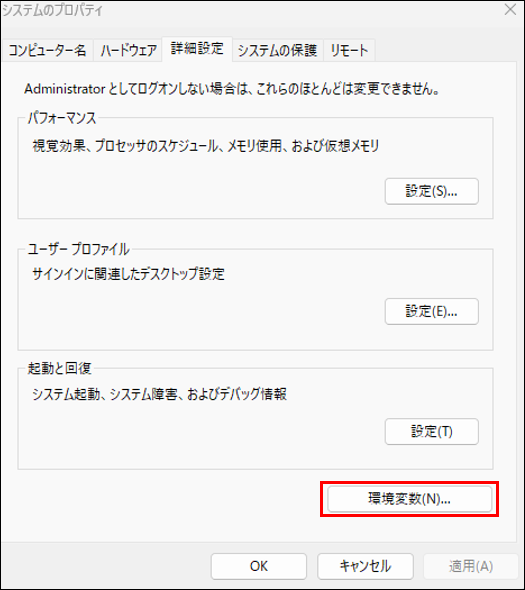 システムのプロパティ
コンピューター名 ハードウェア 詳細設定 システムの保護 リモート
Administrator としてログオンしない場合は、これらのほとんどは変更できません。
パフォーマンス
視覚効果、プロセッサのスケジュール、メモリ使用、および仮想メモリ
設定(S)...
ユーザー プロファイル
サインインに関連したデスクトップ設定
設定(E)...
起動と回復
システム起動、システム障害、およびデバッグ情報
設定(T)
環境変数(N)...
OK キャンセル 適用(A)